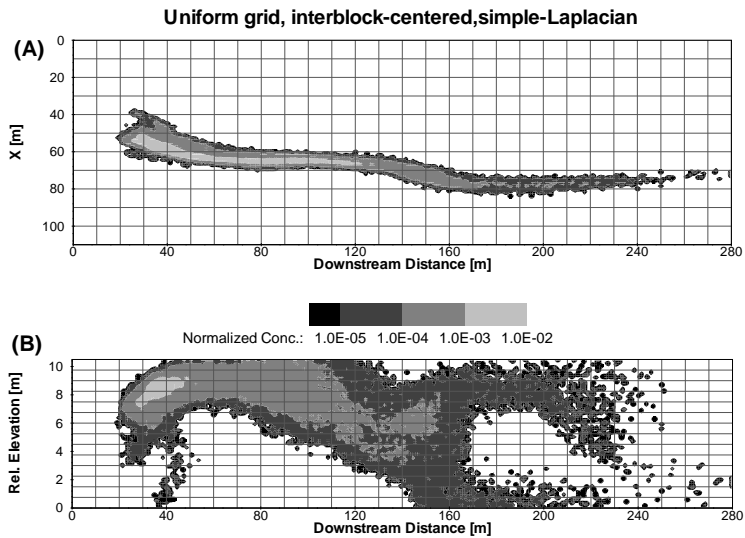 Uniform grid, interblock-centered,simple-Laplacian
(A)
0
20
40
60
80
100
X [m]
0 40 80 120 160 200 240 280
Downstream Distance [m]
Normalized Conc.: 1.0E-05 1.0E-04 1.0E-03 1.0E-02
(B)
10
8
6
4
2
0
Rel. Elevation [m]
0 40 80 120 160 200 240 280
Downstream Distance [m]